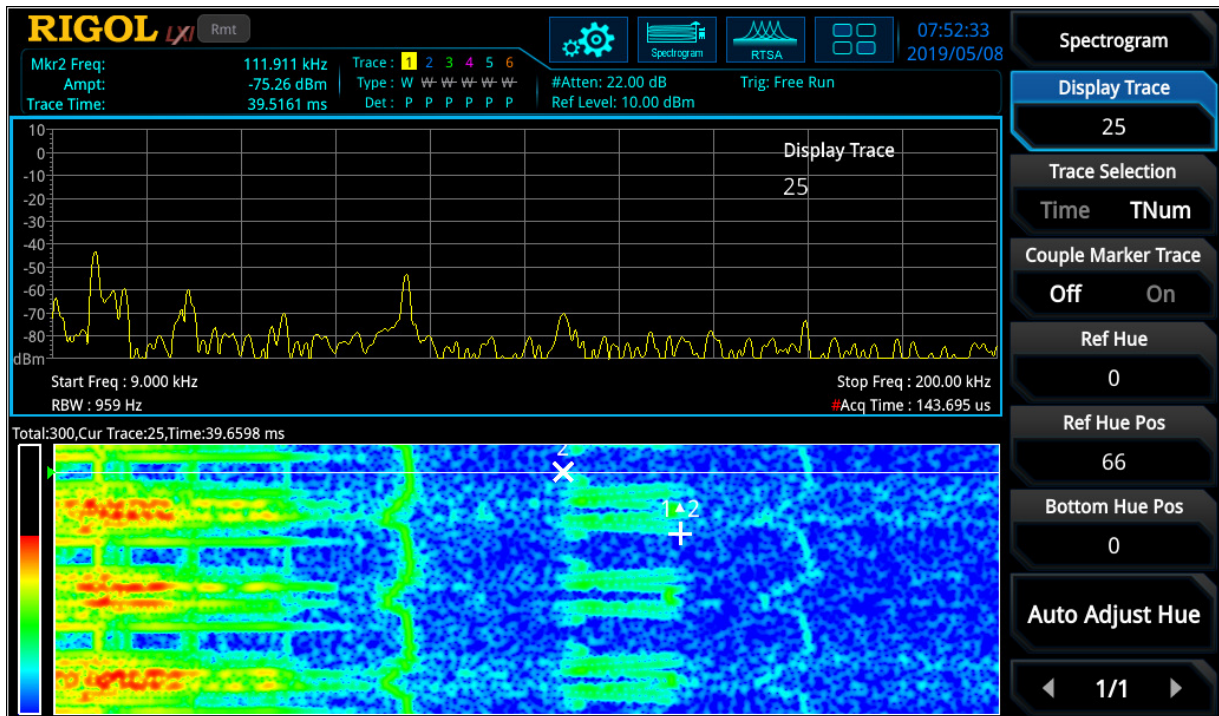 RIGOL LXI Rmt
Spectrogram
RTSA
07:52:33
2019/05/08
Mkr2 Freq: 111.911 kHz
Ampt: -75.26 dBm
Trace Time: 39.5161 ms
Trace: 1 2 3 4 5 6
Type: W W W W W W
Det: P P P P P P
#Atten: 22.00 dB
Trig: Free Run
Ref Level: 10.00 dBm
10
0
-10
-20
-30
-40
-50
-60
-70
-80
dBm
Display Trace
25
Start Freq : 9.000 kHz
Stop Freq : 200.00 kHz
RBW : 959 Hz
#Acq Time : 143.695 us
Total:300,Cur Trace:25,Time:39.6598 ms
2
1▲2
Spectrogram
Display Trace
25
Trace Selection
Time TNum
Couple Marker Trace
Off On
Ref Hue
0
Ref Hue Pos
66
Bottom Hue Pos
0
Auto Adjust Hue
1/1